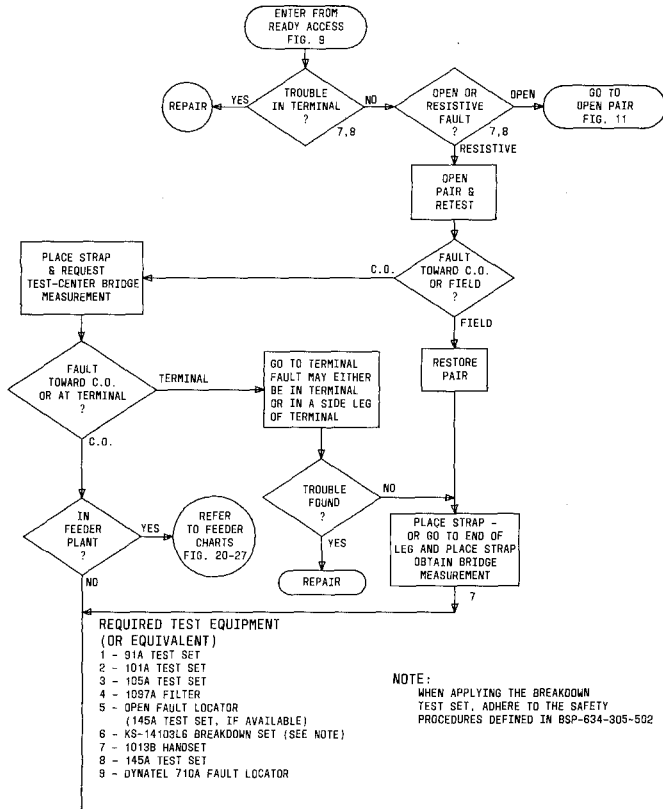 ENTER FROM
READY ACCESS
FIG. 9
REPAIR
YES
TROUBLE
IN TERMINAL
?
7,8
NO
OPEN OR
RESISTIVE
FAULT
?
7,8
OPEN
GO TO
OPEN PAIR
FIG. 11
RESISTIVE
OPEN
PAIR &
RETEST
PLACE STRAP
& REQUEST
TEST-CENTER BRIDGE
MEASUREMENT
C.O.
FAULT
TOWARD C.O.
OR FIELD
?
FIELD
RESTORE
PAIR
FAULT
TOWARD C.O.
OR AT TERMINAL
?
TERMINAL
C.O.
GO TO TERMINAL
FAULT MAY EITHER
BE IN TERMINAL
OR IN A SIDE LEG
OF TERMINAL
TROUBLE
FOUND
?
NO
YES
REPAIR
IN
FEEDER
PLANT
?
YES
REFER
TO FEEDER
CHARTS
FIG. 20-27
NO
PLACE STRAP -
OR GO TO END OF
LEG AND PLACE STRAP
OBTAIN BRIDGE
MEASUREMENT
7
REQUIRED TEST EQUIPMENT
(OR EQUIVALENT)
1 - 91A TEST SET
2 - 101A TEST SET
3 - 105A TEST SET
4 - 1097A FILTER
5 - OPEN FAULT LOCATOR
(145A TEST SET, IF AVAILABLE)
6 - KS-14103LG BREAKDOWN SET (SEE NOTE)
7 - 1013B HANDSET
8 - 145A TEST SET
9 - DYNATEL 710A FAULT LOCATOR
NOTE:
WHEN APPLYING THE BREAKDOWN
TEST SET, ADHERE TO THE SAFETY
PROCEDURES DEFINED IN BSP-634-305-502